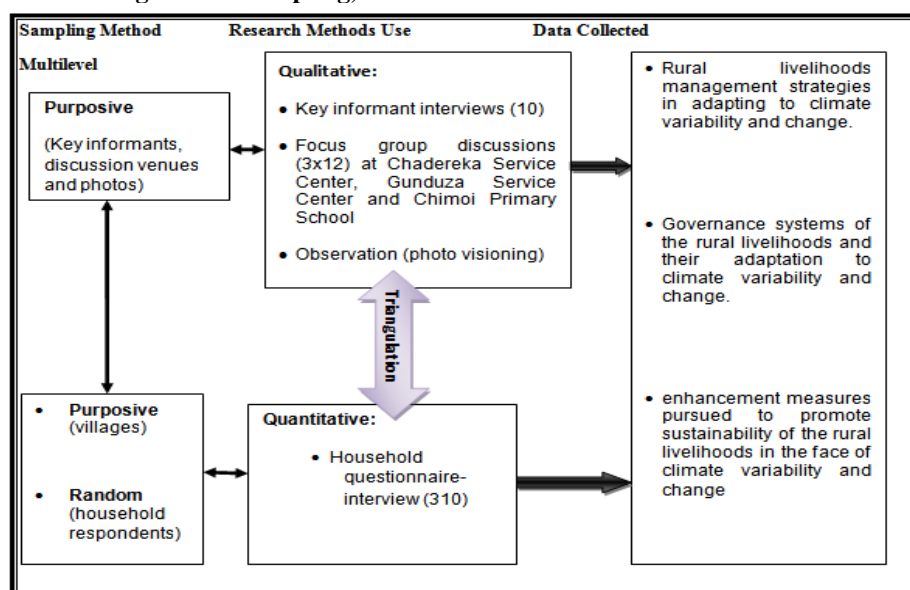 Sampling Method Research Methods Use Data Collected
Multilevel
Purposive
(Key informants,
discussion venues
and photos)
Qualitative:
• Key informant interviews (10)
• Focus group discussions
(3x12) at Chadereka Service
Center, Gunduza Service
Center and Chimoi Primary
School
• Observation (photo visioning)
Triangulation
• Purposive
(villages)
• Random
(household
respondents)
Quantitative:
• Household
questionnaire-
interview (310)
• Rural livelihoods
management strategies
in adapting to climate
variability and change.
• Governance systems of
the rural livelihoods and
their adaptation to
climate variability and
change.
• enhancement measures
pursued to promote
sustainability of the rural
livelihoods in the face of
climate variability and
change